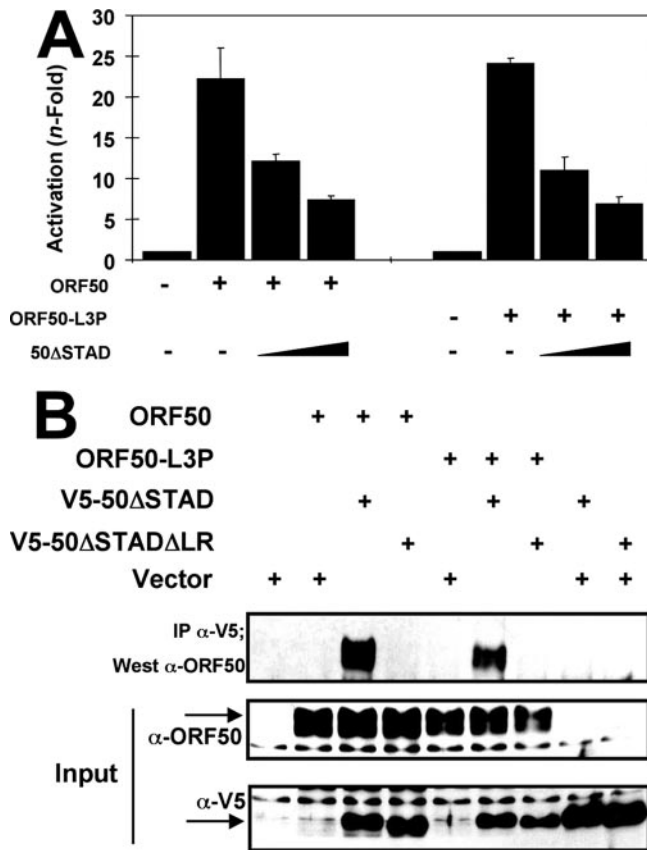 A
Activation (n-Fold)
30
25
20
15
10
5
0
ORF50 - + + +
ORF50-L3P - + + +
50ΔSTAD - - - -
B
ORF50 + + +
ORF50-L3P + + +
V5-50ΔSTAD + + +
V5-50ΔSTADΔLR + + +
Vector + + + + +
IP α-V5;
West α-ORF50
Input
α-ORF50
α-V5